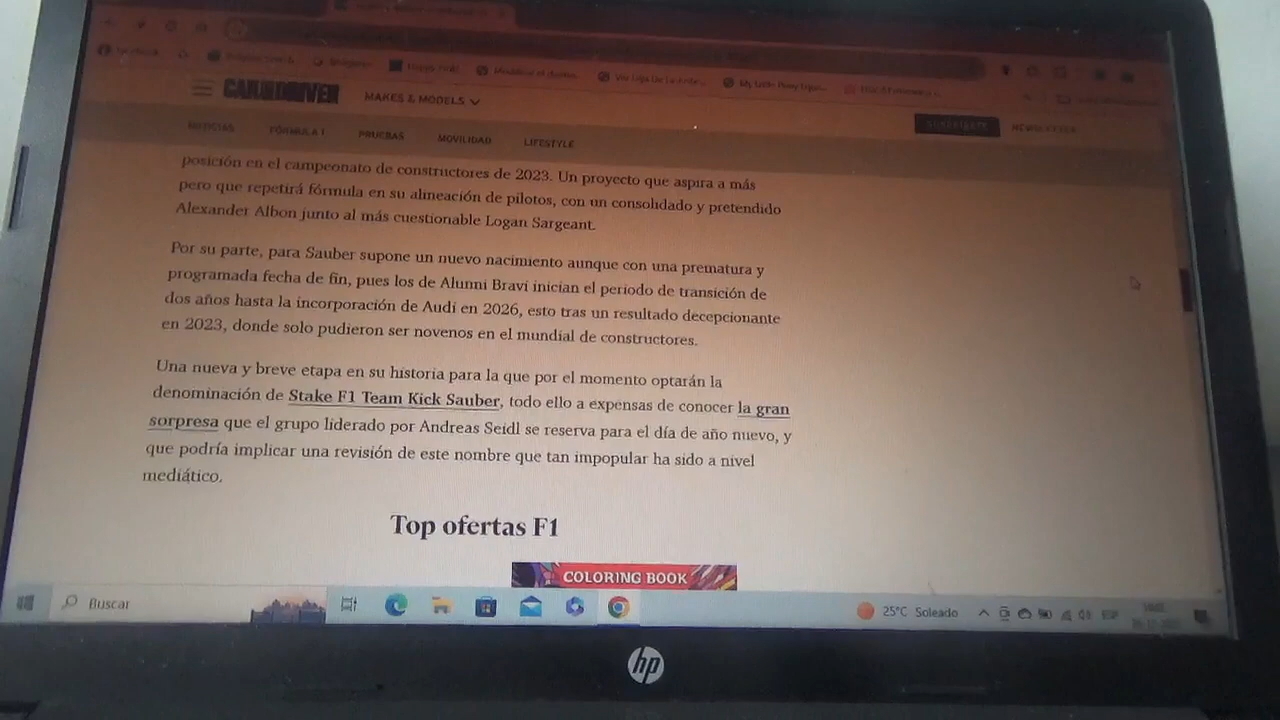 CAR AND DRIVER
MAKES & MODELS
SUSCRÍBETE
NEWSLETTER
NOTICIAS FÓRMULA 1 PRUEBAS MOVILIDAD LIFESTYLE
posición en el campeonato de constructores de 2023. Un proyecto que aspira a más
pero que repetirá fórmula en su alineación de pilotos, con un consolidado y pretendido
Alexander Albon junto al más cuestionable Logan Sargeant.
Por su parte, para Sauber supone un nuevo nacimiento aunque con una prematura y
programada fecha de fin, pues los de Alunni Bravi inician el periodo de transición de
dos años hasta la incorporación de Audi en 2026, esto tras un resultado decepcionante
en 2023, donde solo pudieron ser novenos en el mundial de constructores.
Una nueva y breve etapa en su historia para la que por el momento optarán la
denominación de Stake F1 Team Kick Sauber, todo ello a expensas de conocer la gran
sorpresa que el grupo liderado por Andreas Seidl se reserva para el día de año nuevo, y
que podría implicar una revisión de este nombre que tan impopular ha sido a nivel
mediático.
Top ofertas F1
COLORING BOOK
Buscar
25°C Soleado
hp